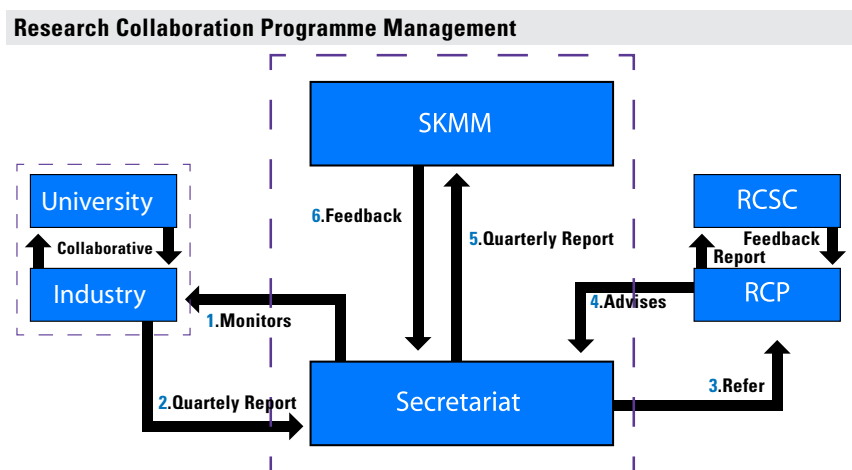 Research Collaboration Programme Management
SKMM
University
RCSC
6.Feedback
5.Quarterly Report
Collaborative
Feedback
Report
Industry
RCP
1.Monitors
4.Advises
2.Quartely Report
Secretariat
3.Refer